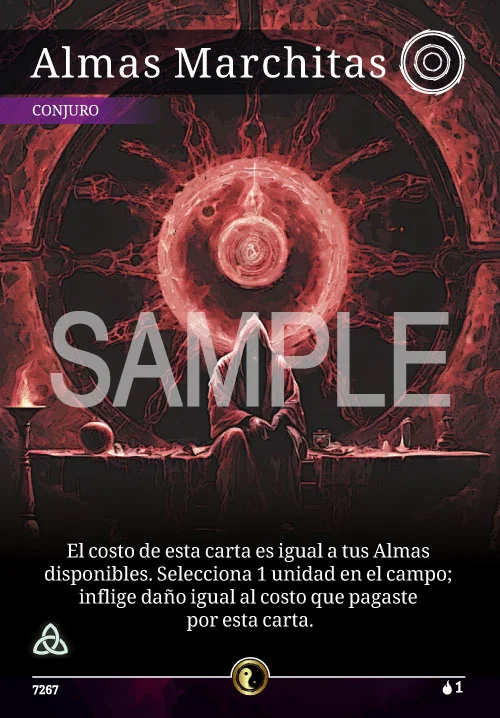 Almas Marchitas
CONJURO
SAMPLE
El costo de esta carta es igual a tus Almas
disponibles. Selecciona 1 unidad en el campo;
inflige daño igual al costo que pagaste
por esta carta.
7267
1